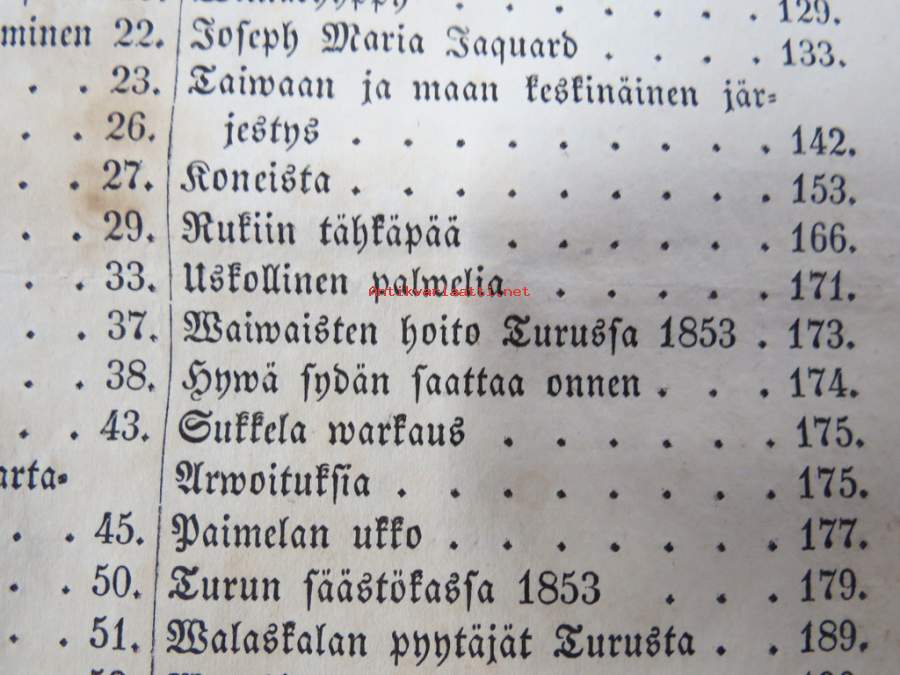 129.
minen 22.
23.
26.
27.
29.
33.
37.
38.
43.
arta-
45.
50.
51.
Joseph Maria Jaquard . . . . 133.
Taiwaan ja maan keskinäinen jär-
jestys . . . . . . . . . 142.
Koneista . . . . . . . . . 153.
Rukiin tähkäpää . . . . . . 166.
Uskollinen palwelia . . . . . 171.
Waiwaisten hoito Turussa 1853 . 173.
Hywä sydän saattaa onnen . . . 174.
Sukkela warkaus . . . . . . 175.
Arwoituksia . . . . . . . . 175.
Paimelan ukko . . . . . . . 177.
Turun säästökassa 1853 . . . 179.
Walaskalan pyytäjät Turusta . . 189.
antikvariaatti.net